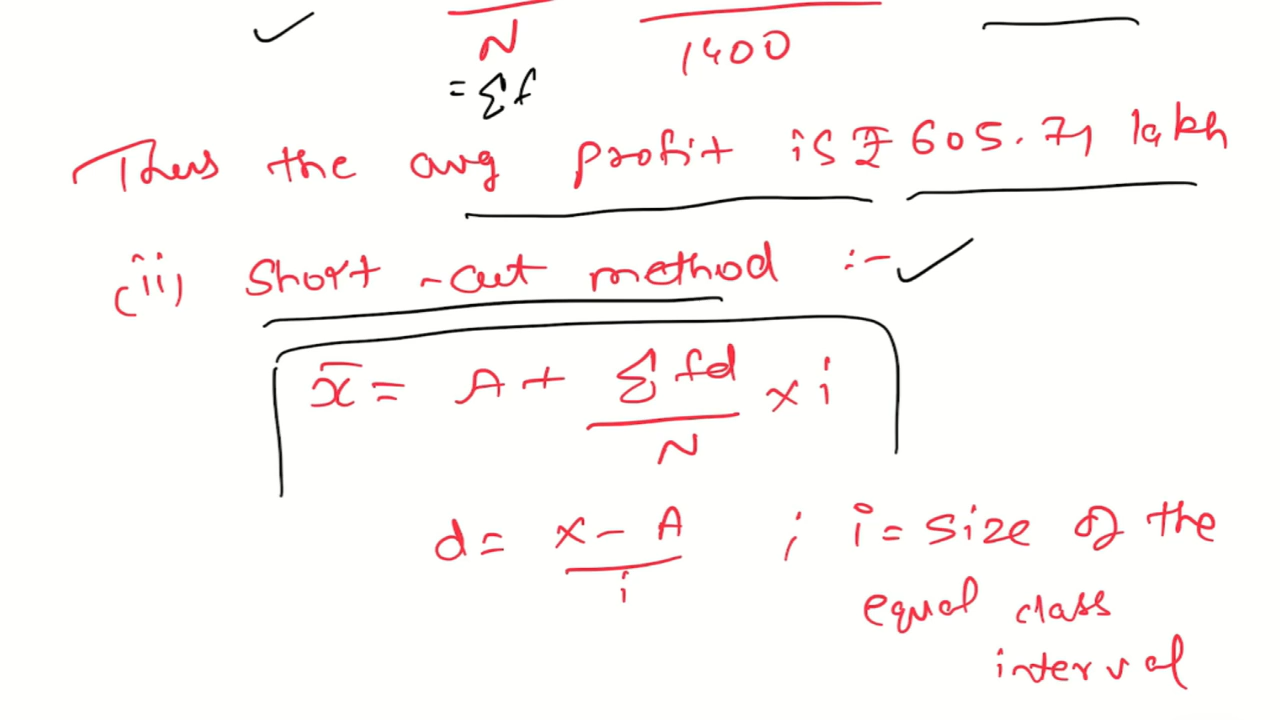 N 1400
= Σf
Thus the avg profit is ₹ 605.71 lakh
(ii) Short-cut method :-
x̄ = A + Σfd/N × i
d = x - A/i ; i = size of the
equal class
interval